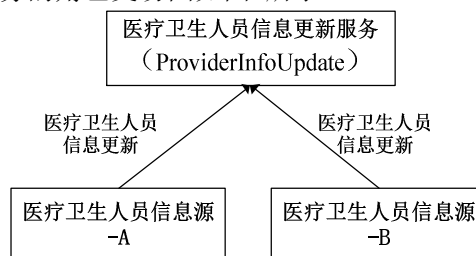 医疗卫生人员信息更新服务
（ProviderInfoUpdate）
医疗卫生人员
信息更新
医疗卫生人员
信息更新
医疗卫生人员信息源
-A
医疗卫生人员信息源
-B